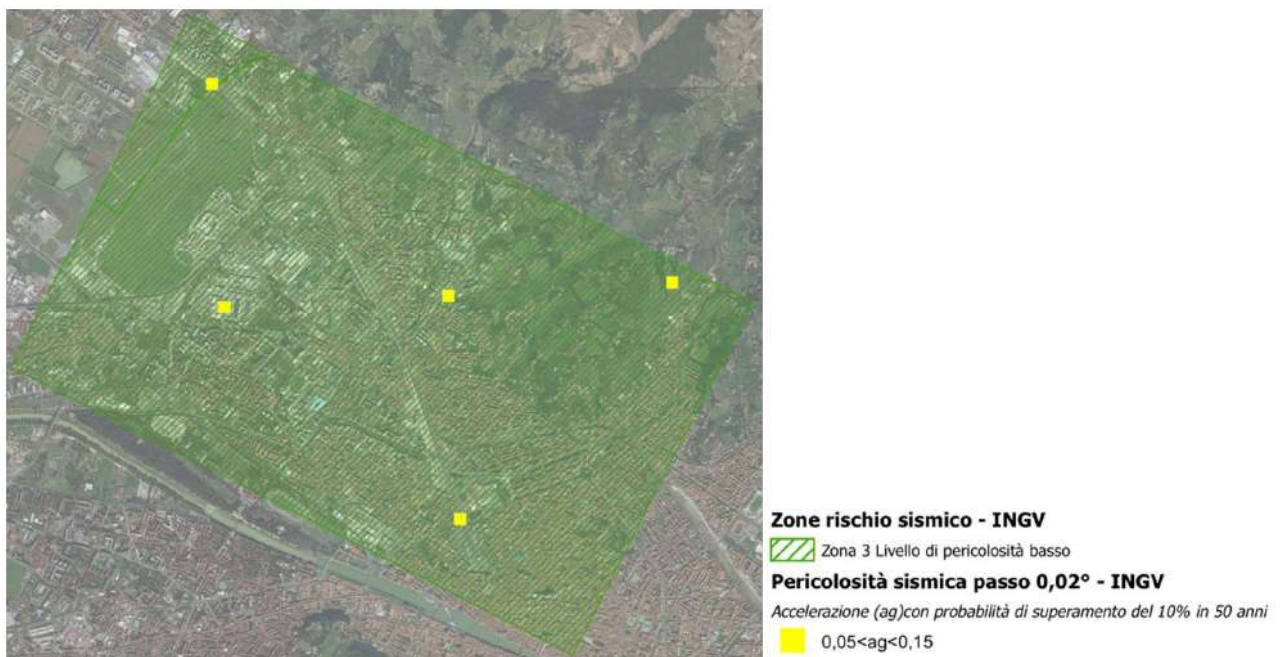 Zone rischio sismico - INGV
Zona 3 Livello di pericolosità basso
Pericolosità sismica passo 0,02° - INGV
Accelerazione (ag)con probabilità di superamento del 10% in 50 anni
0,05<ag<0,15